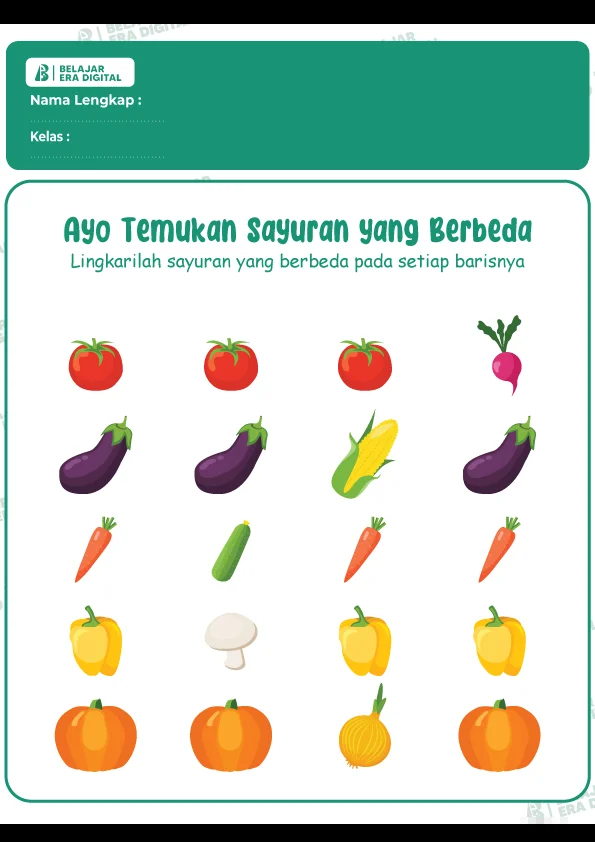 BELAJAR
ERA DIGITAL
Nama Lengkap :
Kelas :
Ayo Temukan Sayuran yang Berbeda
Lingkarilah sayuran yang berbeda pada setiap barisnya